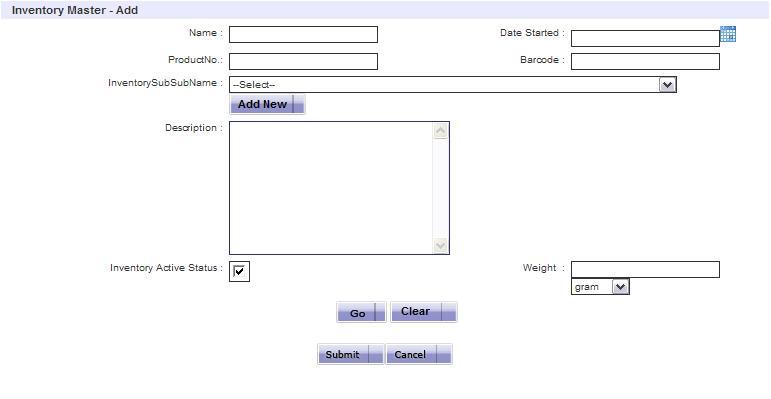 Inventory Master - Add
Name : Date Started :
ProductNo.: Barcode :
InventorySubSubName : --Select--
Add New
Description :
Inventory Active Status : Weight :
gram
Go Clear
Submit Cancel